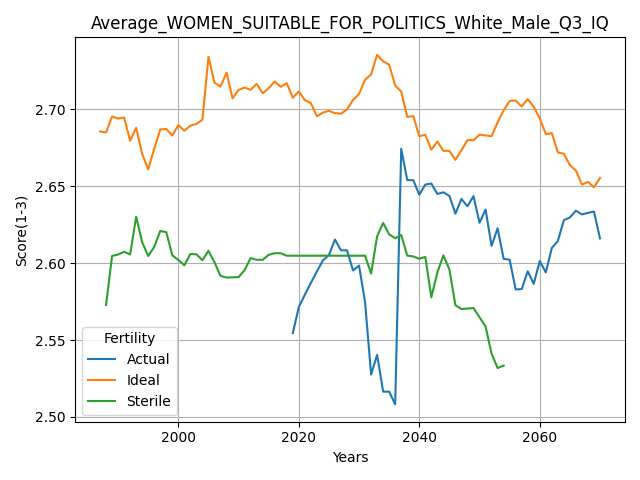 Average_WOMEN_SUITABLE_FOR_POLITICS_White_Male_Q3_IQ
Score(1-3)
2.70
2.65
2.60
2.55
2.50
Fertility
Actual
Ideal
Sterile
2000
2020
2040
2060
Years